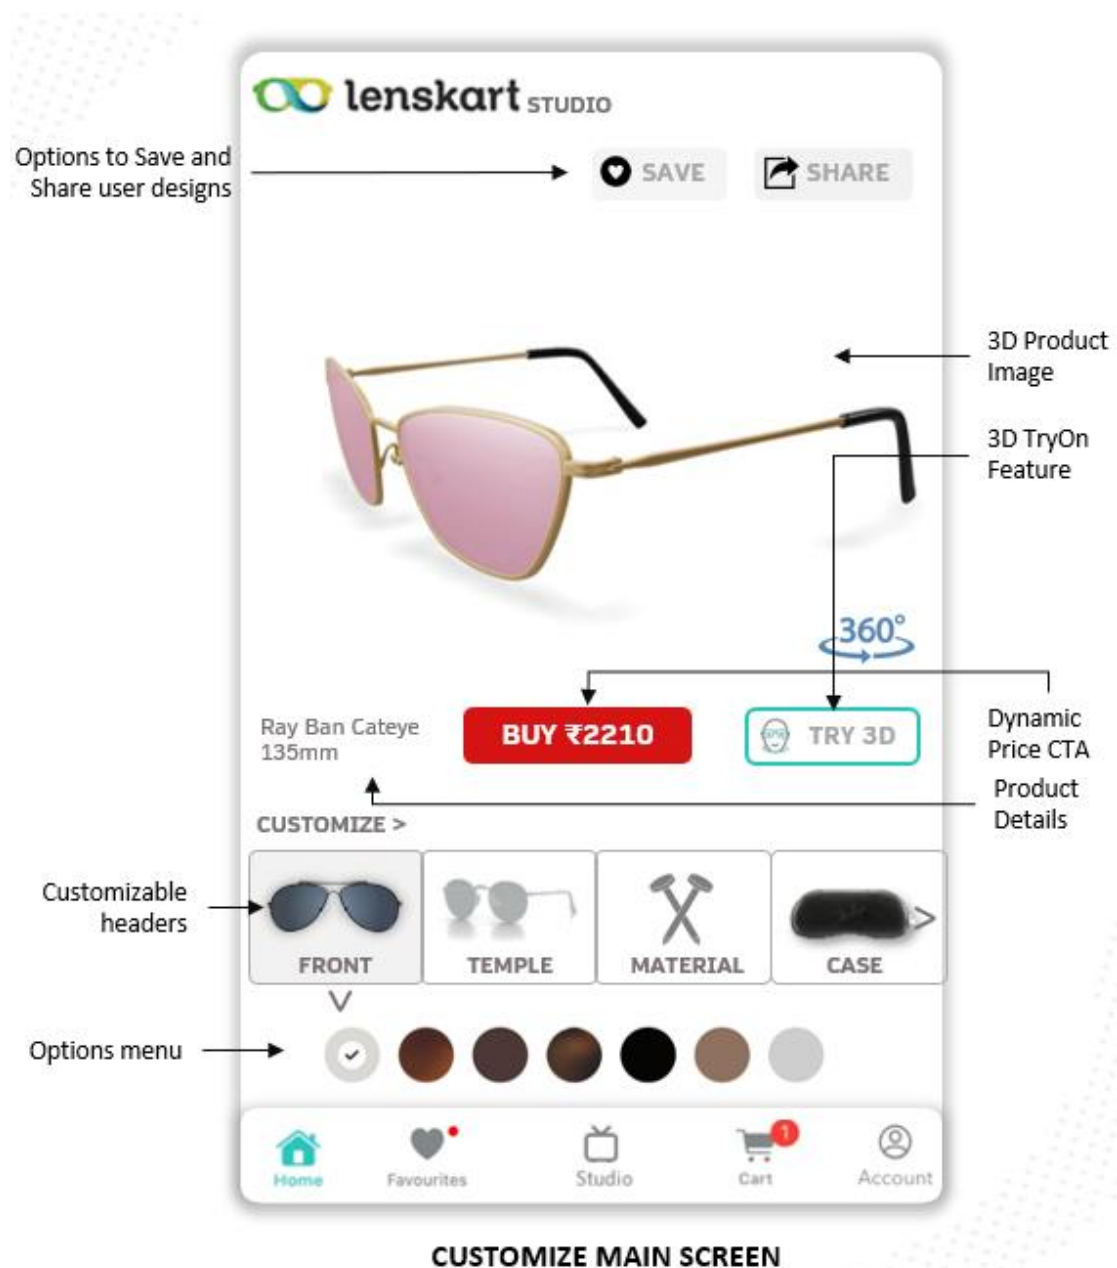 lenskart STUDIO
Options to Save and
Share user designs
SAVE
SHARE
3D Product
Image
3D TryOn
Feature
360°
Ray Ban Cateye
135mm
BUY ₹2210
TRY 3D
Dynamic
Price CTA
Product
Details
CUSTOMIZE >
Customizable
headers
FRONT
TEMPLE
MATERIAL
CASE
Options menu
1
Home
Favourites
Studio
Cart
Account
CUSTOMIZE MAIN SCREEN